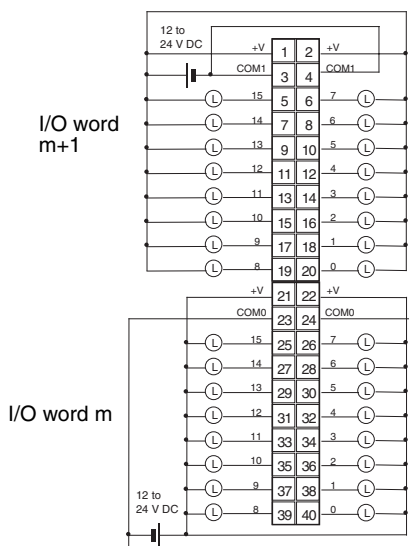 12 to
24 V DC
+V 1 2 +V
COM1 3 4 COM1
L 15 5 6 7 L
L 14 7 8 6 L
I/O word
m+1
L 13 9 10 5 L
L 12 11 12 4 L
L 11 13 14 3 L
L 10 15 16 2 L
L 9 17 18 1 L
L 8 19 20 0 L
+V 21 22 +V
COM0 23 24 COM0
L 15 25 26 7 L
L 14 27 28 6 L
L 13 29 30 5 L
I/O word m
L 12 31 32 4 L
L 11 33 34 3 L
L 10 35 36 2 L
L 9 37 38 1 L
12 to
24 V DC
L 8 39 40 0 L